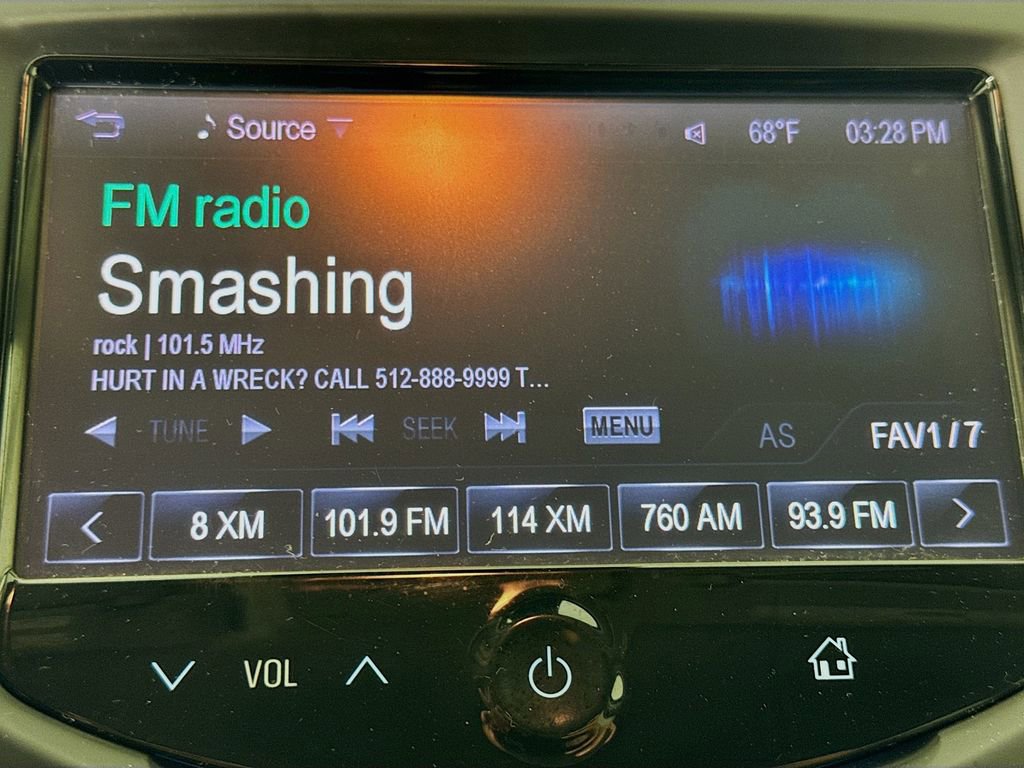 Source 68°F 03:28 PM
FM radio
Smashing
rock | 101.5 MHz
HURT IN A WRECK? CALL 512-888-9999 T...
TUNE SEEK MENU AS FAV1 / 7
< 8 XM 101.9 FM 114 XM 760 AM 93.9 FM >
VOL